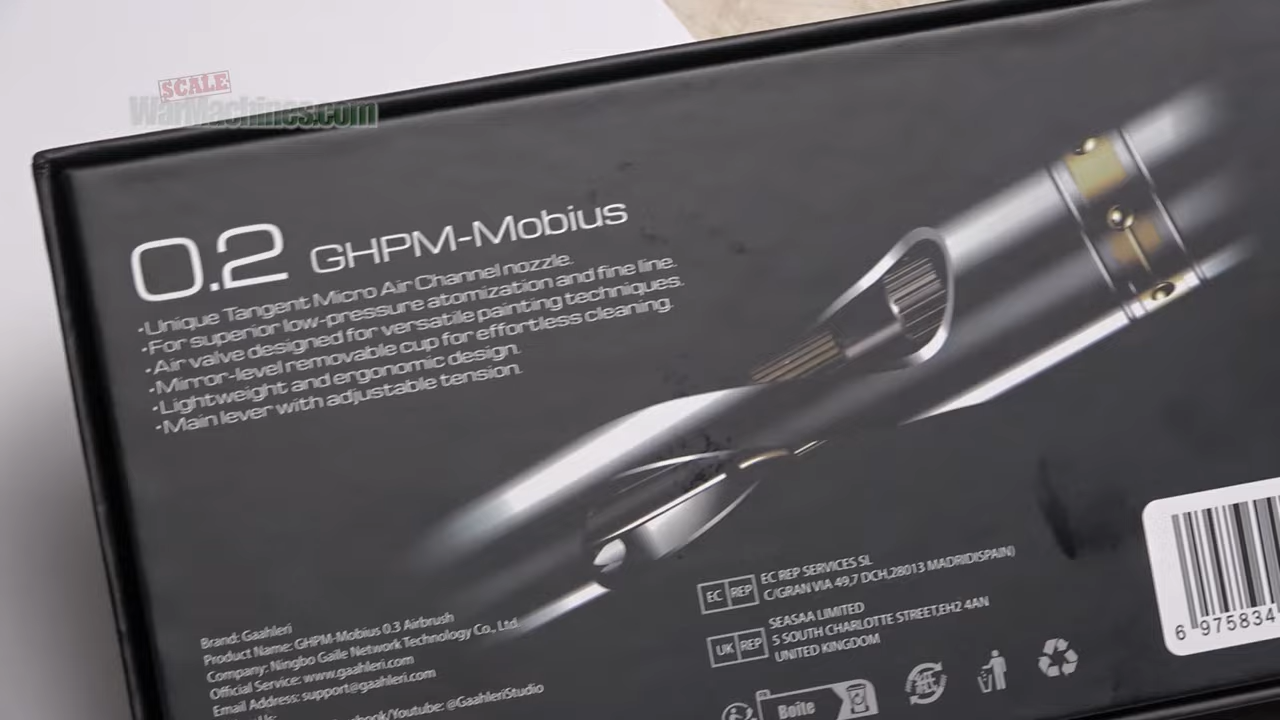 SCALE
WarMachines.com
0.2 GHPM-Mobius
·Unique Tangent Micro Air Channel nozzle.
·For superior low-pressure atomization and fine line.
·Air valve designed for versatile painting techniques.
·Mirror-level removable cup for effortless cleaning.
·Lightweight and ergonomic design.
·Main lever with adjustable tension.
EC REP
EC REP SERVICES SL
C/GRAN VIA 49,7 DCH,28013 MADRID(SPAIN)
UK REP
SEASAA LIMITED
5 SOUTH CHARLOTTE STREET,EH2 4AN
UNITED KINGDOM
Brand: Gaahleri
Product Name: GHPM-Mobius 0.3 Airbrush
Company: Ningbo Gaile Network Technology Co., Ltd
Official Service: www.gaahleri.com
Email Address: support@gaahleri.com
/Youtube: @GaahleriStudio
Boîte
6 975834